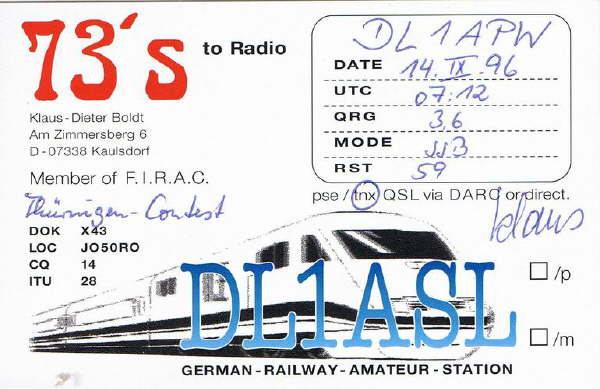 73´s to Radio DL1APW
DATE 14.IX.96
UTC 07:12
QRG 3,6
MODE SSB
RST 59
Klaus-Dieter Boldt
Am Zimmersberg 6
D-07338 Kaulsdorf
Member of F.I.R.A.C.
pse / tnx QSL via DARC or direct.
Thüringen-Contest
Klaus
DOK X43
LOC JO50RO
CQ 14
ITU 28
DL1ASL
/p
/m
GERMAN-RAILWAY-AMATEUR-STATION